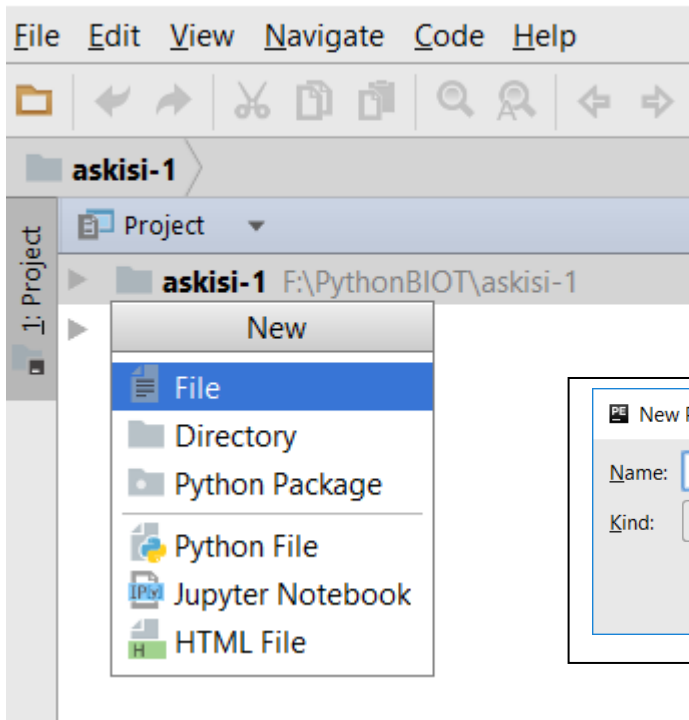 File Edit View Navigate Code Help
askisi-1
1: Project
Project
askisi-1 F:\PythonBIOT\askisi-1
New
File
Directory
Python Package
Python File
Jupyter Notebook
HTML File
PE New
Name:
Kind: